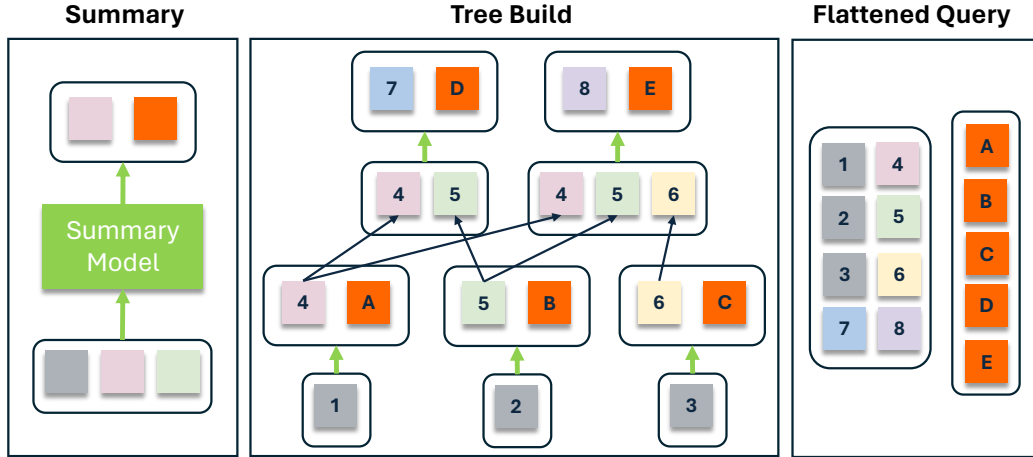 Summary
Tree Build
Flattened Query
Summary
Model
7 D
8 E
4 5
4 5 6
4 A
5 B
6 C
1
2
3
1 4
2 5
3 6
7 8
A
B
C
D
E